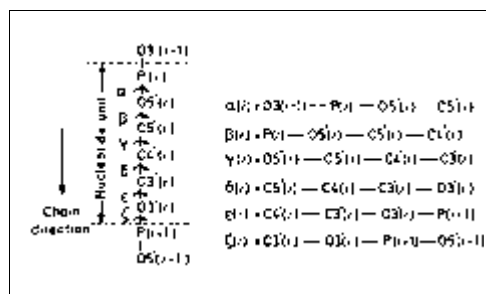 O3'(i-1)
P(i)
α
O5'(i)
β
C5'(i)
γ
C4'(i)
δ
C3'(i)
ε
O3'(i)
ζ
P(i+1)
O5'(i+1)
Nucleotide unit
Chain
direction
α(i) = O3'(i-1) — P(i) — O5'(i) — C5'(i)
β(i) = P(i) — O5'(i) — C5'(i) — C4'(i)
γ(i) = O5'(i) — C5'(i) — C4'(i) — C3'(i)
δ(i) = C5'(i) — C4'(i) — C3'(i) — O3'(i)
ε(i) = C4'(i) — C3'(i) — O3'(i) — P(i+1)
ζ(i) = C3'(i) — O3'(i) — P(i+1) — O5'(i+1)